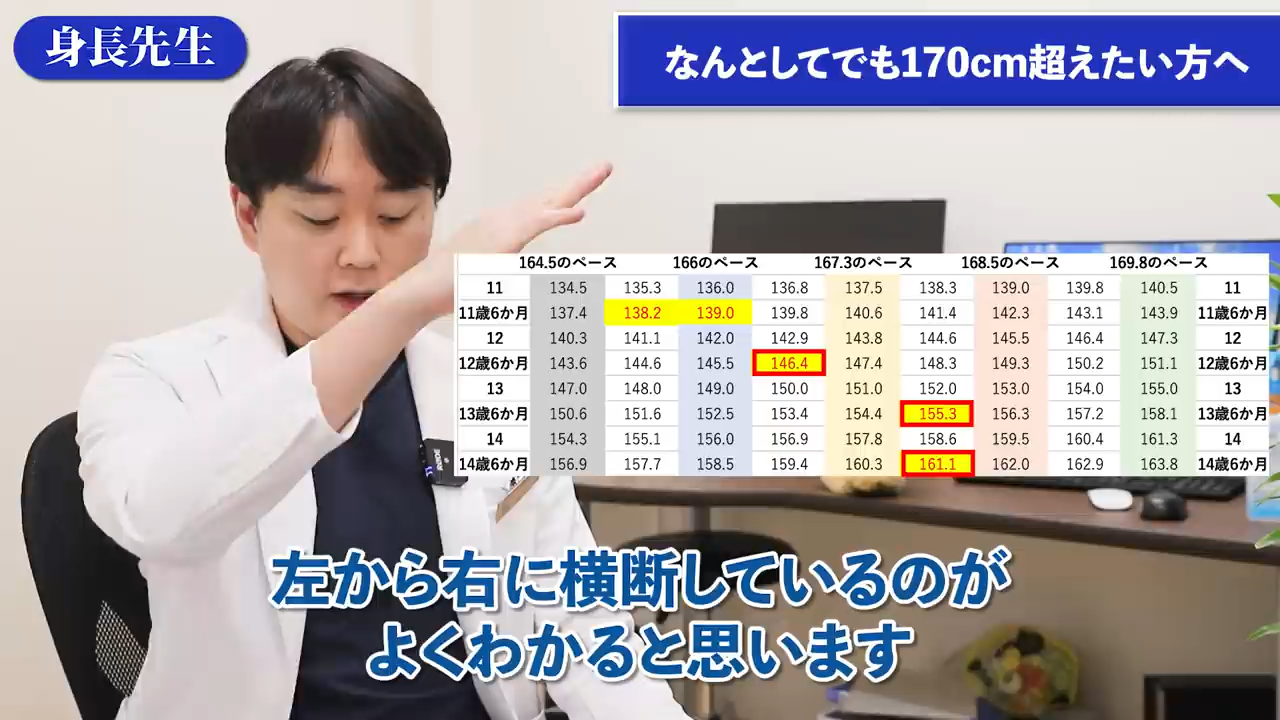 身長先生
なんとしてでも170cm超えたい方へ
164.5のペース 166のペース 167.3のペース 168.5のペース 169.8のペース
11 134.5 135.3 136.0 136.8 137.5 138.3 139.0 139.8 140.5 11
11歳6か月 137.4 138.2 139.0 139.8 140.6 141.4 142.3 143.1 143.9 11歳6か月
12 140.3 141.1 142.0 142.9 143.8 144.6 145.5 146.4 147.3 12
12歳6か月 143.6 144.6 145.5 146.4 147.4 148.3 149.3 150.2 151.1 12歳6か月
13 147.0 148.0 149.0 150.0 151.0 152.0 153.0 154.0 155.0 13
13歳6か月 150.6 151.6 152.5 153.4 154.4 155.3 156.3 157.2 158.1 13歳6か月
14 154.3 155.1 156.0 156.9 157.8 158.6 159.5 160.4 161.3 14
14歳6か月 156.9 157.7 158.5 159.4 160.3 161.1 162.0 162.9 163.8 14歳6か月
左から右に横断しているのが
よくわかると思います